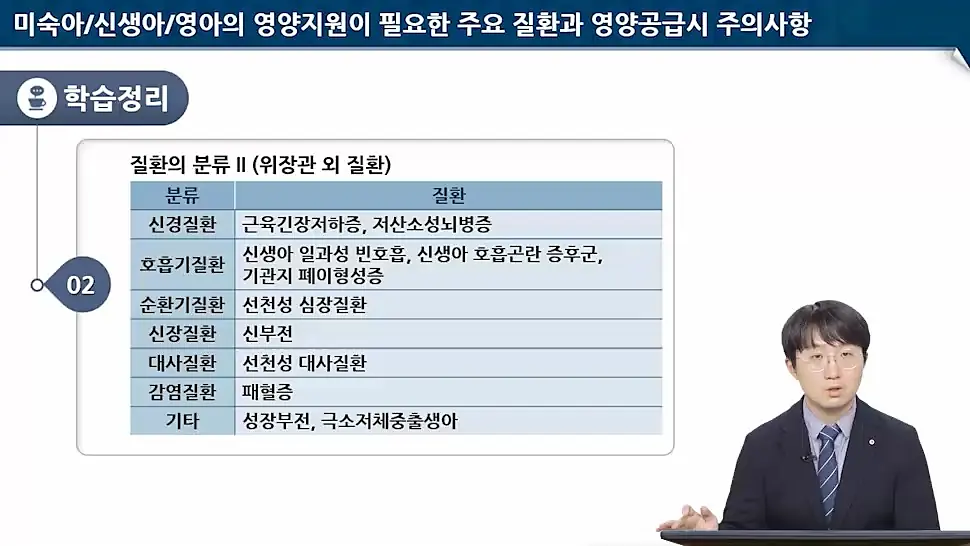 미숙아/신생아/영아의 영양지원이 필요한 주요 질환과 영양공급시 주의사항
학습정리
02
질환의 분류 II (위장관 외 질환)
분류 질환
신경질환 근육긴장저하증, 저산소성뇌병증
호흡기질환 신생아 일과성 빈호흡, 신생아 호흡곤란 증후군,
기관지 페이형성증
순환기질환 선천성 심장질환
신장질환 신부전
대사질환 선천성 대사질환
감염질환 패혈증
기타 성장부전, 극소저체중출생아